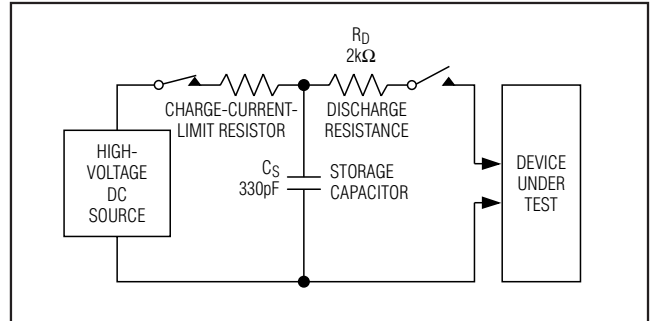 R_D
2kΩ
CHARGE-CURRENT-
LIMIT RESISTOR
DISCHARGE
RESISTANCE
HIGH-
VOLTAGE
DC
SOURCE
C_S
330pF
STORAGE
CAPACITOR
DEVICE
UNDER
TEST